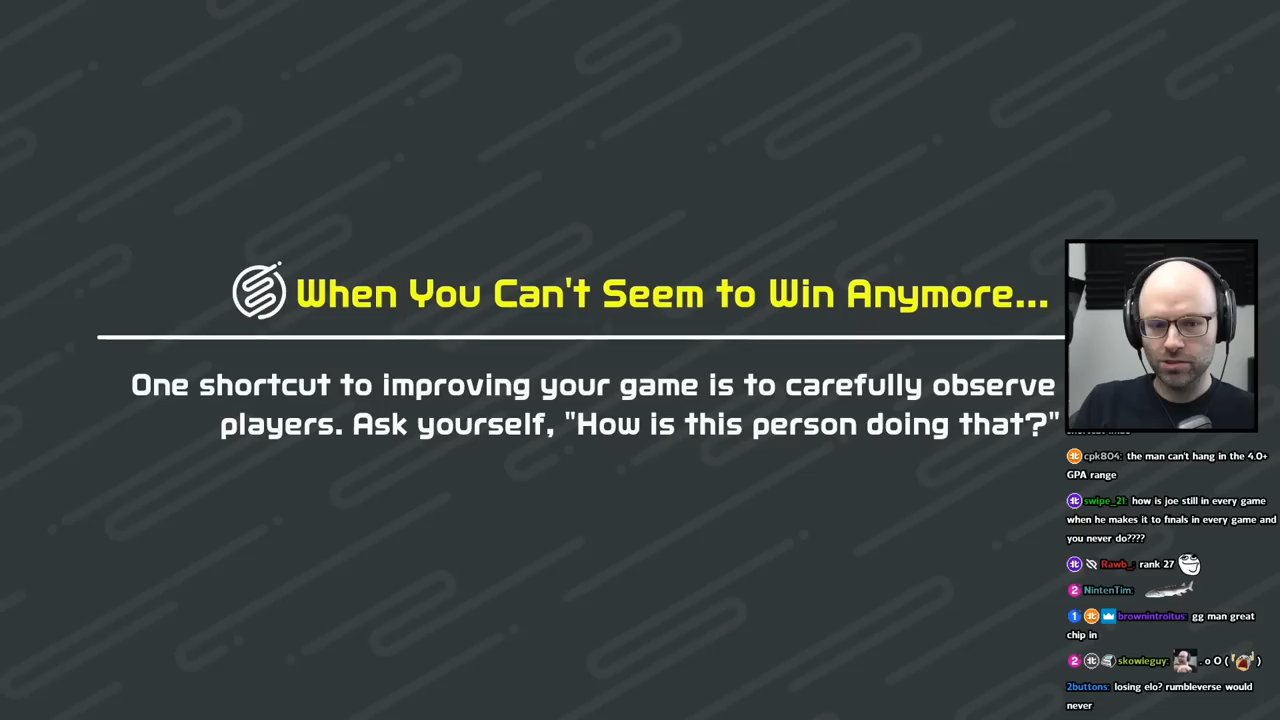 When You Can't Seem to Win Anymore...
One shortcut to improving your game is to carefully observe
players. Ask yourself, "How is this person doing that?"
cpk804: the man can't hang in the 4.0+
GPA range
swipe_21: how is joe still in every game
when he makes it to finals in every game and
you never do????
Rawb_: rank 27
NintenTim:
brownintroitus: gg man great
chip in
skowieguy: . o O ( )
2buttons: losing elo? rumbleverse would
never